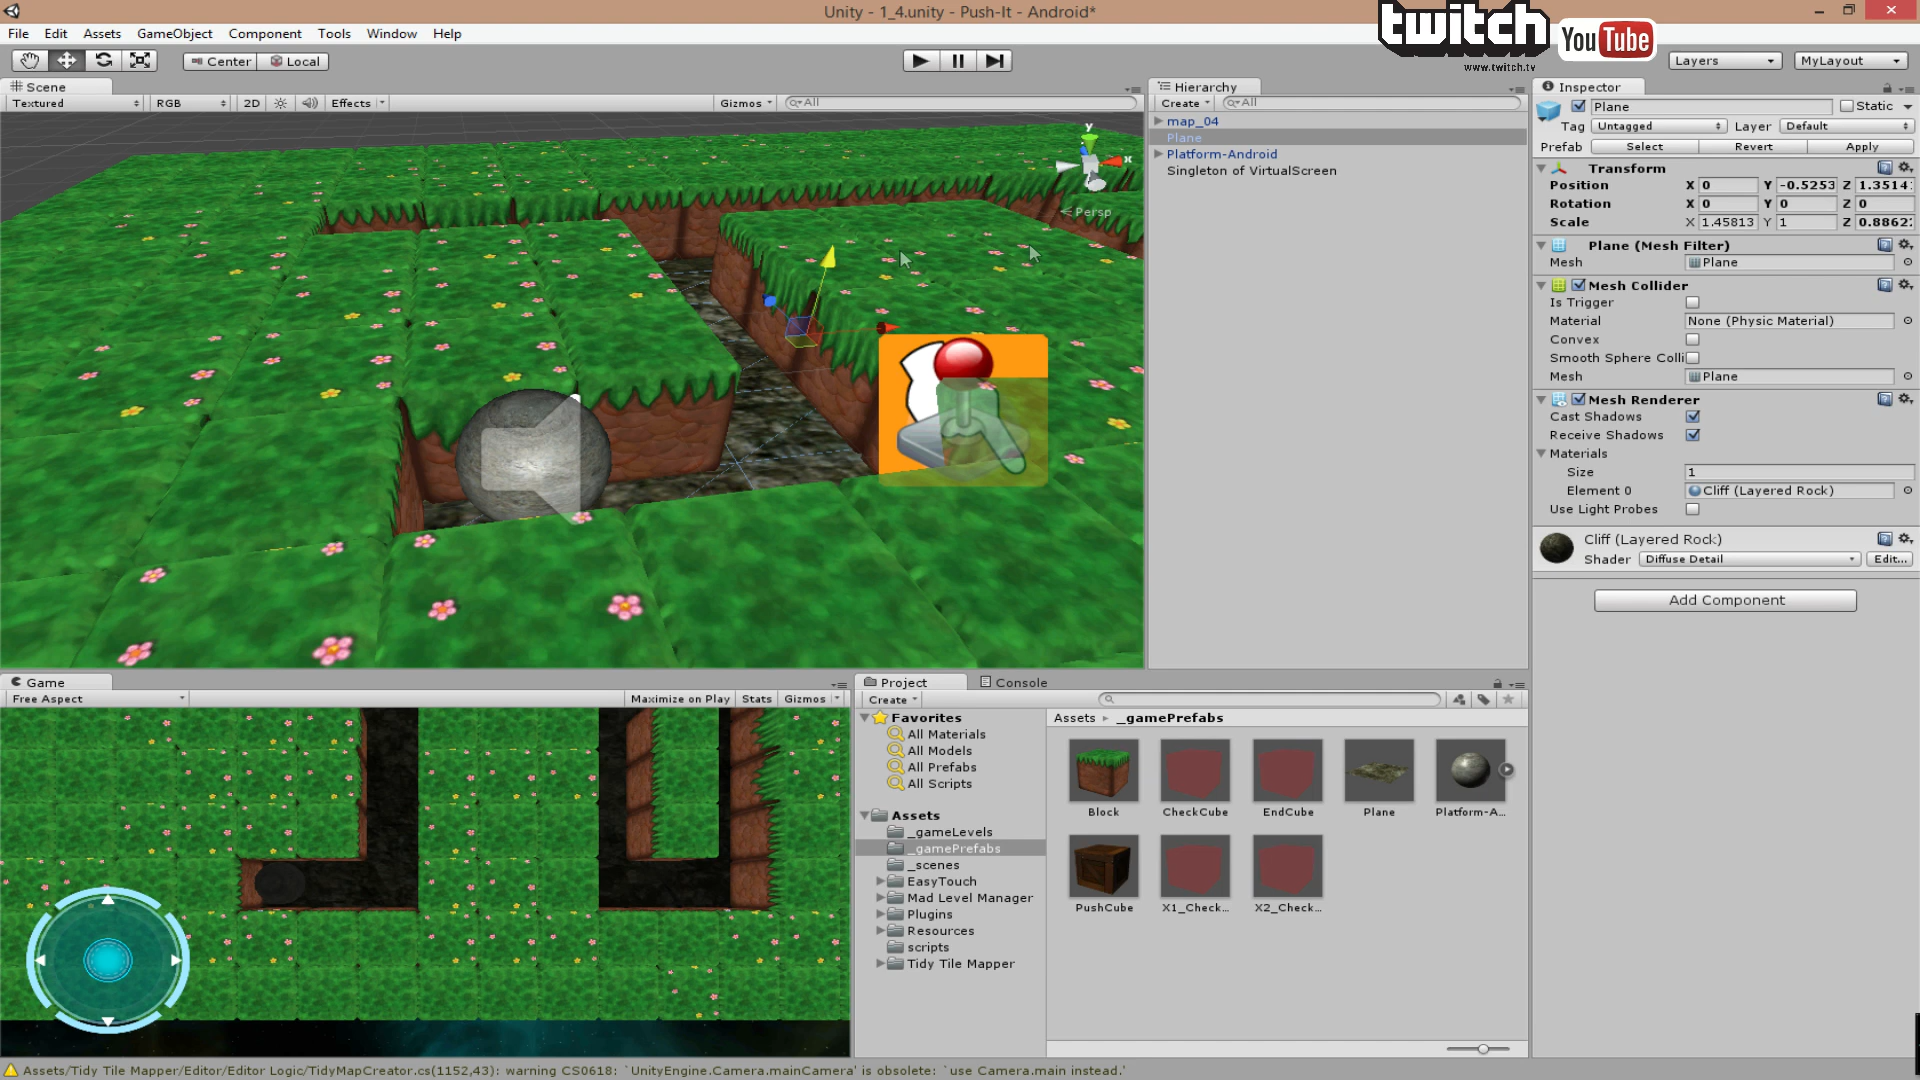 Unity - 1_4.unity - Push-It - Android*
File Edit Assets GameObject Component Tools Window Help
twitch
www.twitch.tv
YouTube
Center Local
Layers MyLayout
Scene
Textured RGB 2D Effects Gizmos All
y
x
Persp
Hierarchy
Create All
map_04
Plane
Platform-Android
Singleton of VirtualScreen
Inspector
Plane Static
Tag Untagged Layer Default
Prefab Select Revert Apply
Transform
Position X 0 Y -0.5253 Z 1.3514
Rotation X 0 Y 0 Z 0
Scale X 1.45813 Y 1 Z 0.8862
Plane (Mesh Filter)
Mesh Plane
Mesh Collider
Is Trigger
Material None (Physic Material)
Convex
Smooth Sphere Colli
Mesh Plane
Mesh Renderer
Cast Shadows
Receive Shadows
Materials
Size 1
Element 0 Cliff (Layered Rock)
Use Light Probes
Cliff (Layered Rock)
Shader Diffuse Detail Edit...
Add Component
Game
Free Aspect Maximize on Play Stats Gizmos
Project Console
Create
Favorites
All Materials
All Models
All Prefabs
All Scripts
Assets
_gameLevels
_gamePrefabs
_scenes
EasyTouch
Mad Level Manager
Plugins
Resources
scripts
Tidy Tile Mapper
Assets _gamePrefabs
Block CheckCube EndCube Plane Platform-A...
PushCube X1_Check... X2_Check...
Assets/Tidy Tile Mapper/Editor/Editor Logic/TidyMapCreator.cs(1152,43): warning CS0618: `UnityEngine.Camera.mainCamera' is obsolete: `use Camera.main instead.'